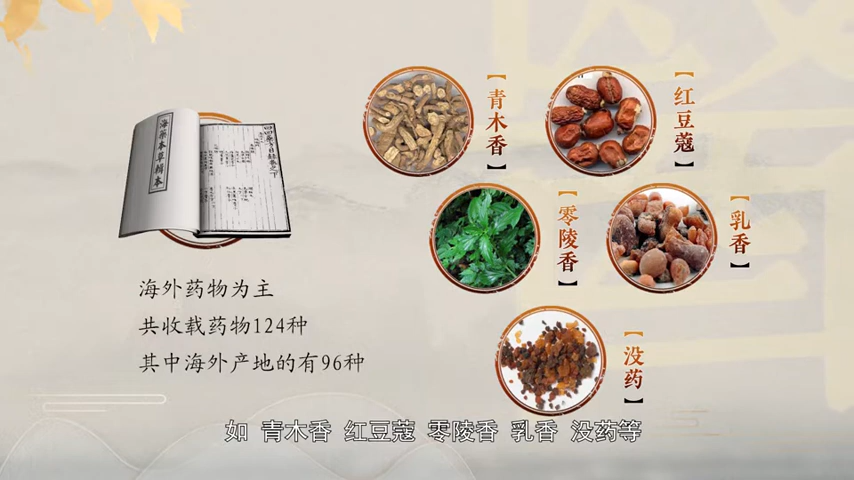 海药本草辑本
海外药物为主
共收载药物124种
其中海外产地的有96种
【青木香】
【红豆蔻】
【零陵香】
【乳香】
【没药】
如 青木香 红豆蔻 零陵香 乳香 没药等